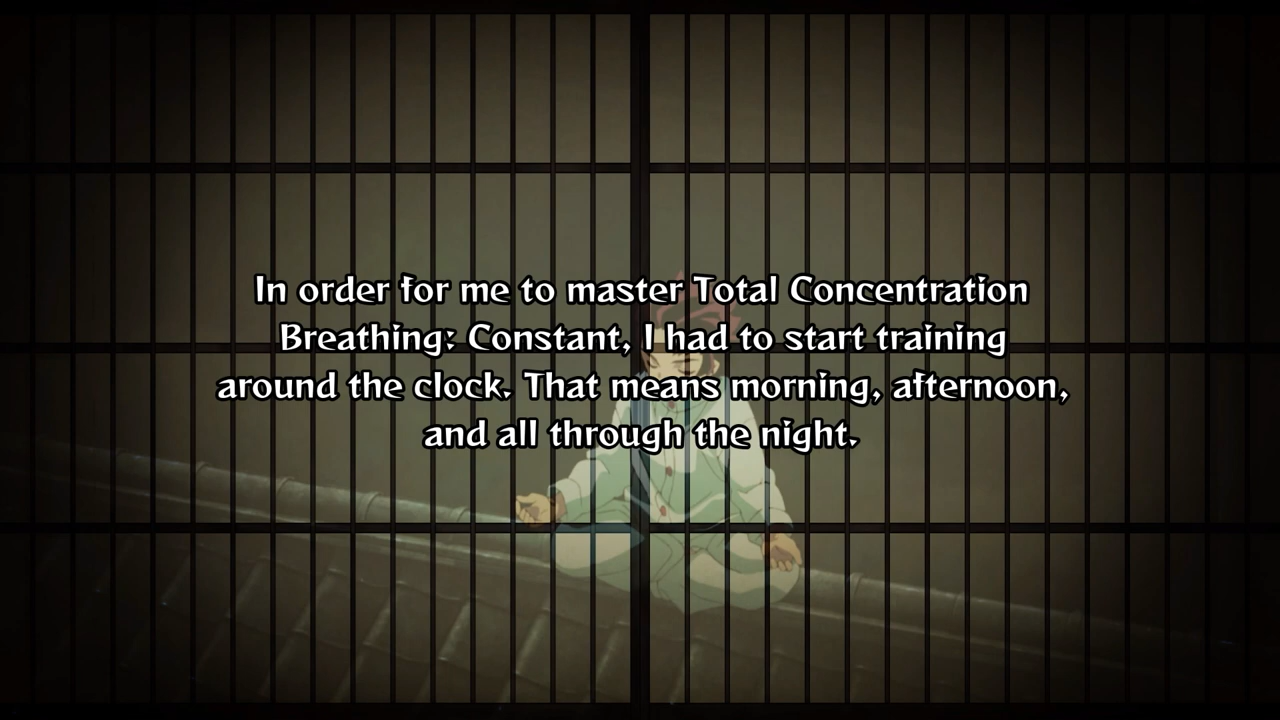 In order for me to master Total Concentration
Breathing: Constant, I had to start training
around the clock. That means morning, afternoon,
and all through the night.